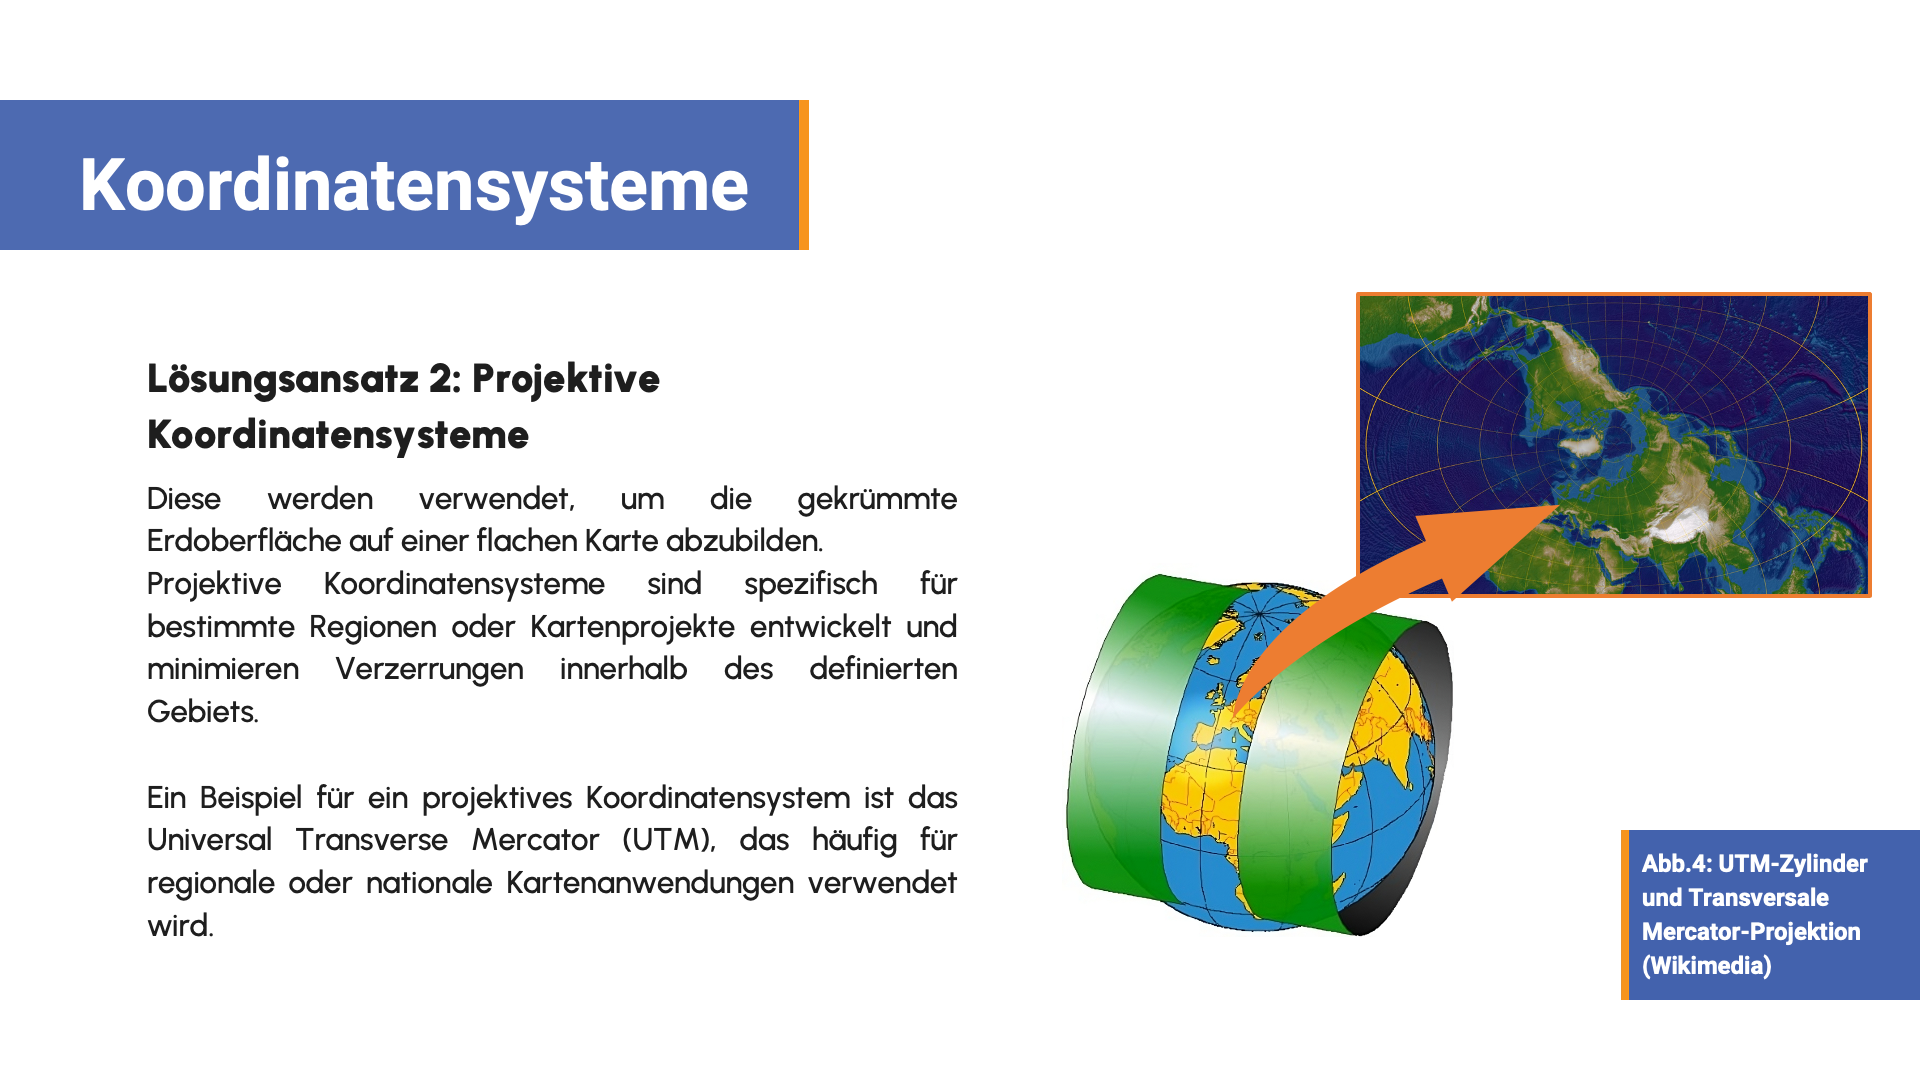 Koordinatensysteme
Lösungsansatz 2: Projektive
Koordinatensysteme
Diese werden verwendet, um die gekrümmte
Erdoberfläche auf einer flachen Karte abzubilden.
Projektive Koordinatensysteme sind spezifisch für
bestimmte Regionen oder Kartenprojekte entwickelt und
minimieren Verzerrungen innerhalb des definierten
Gebiets.
Ein Beispiel für ein projektives Koordinatensystem ist das
Universal Transverse Mercator (UTM), das häufig für
regionale oder nationale Kartenanwendungen verwendet
wird.
Abb.4: UTM-Zylinder
und Transversale
Mercator-Projektion
(Wikimedia)